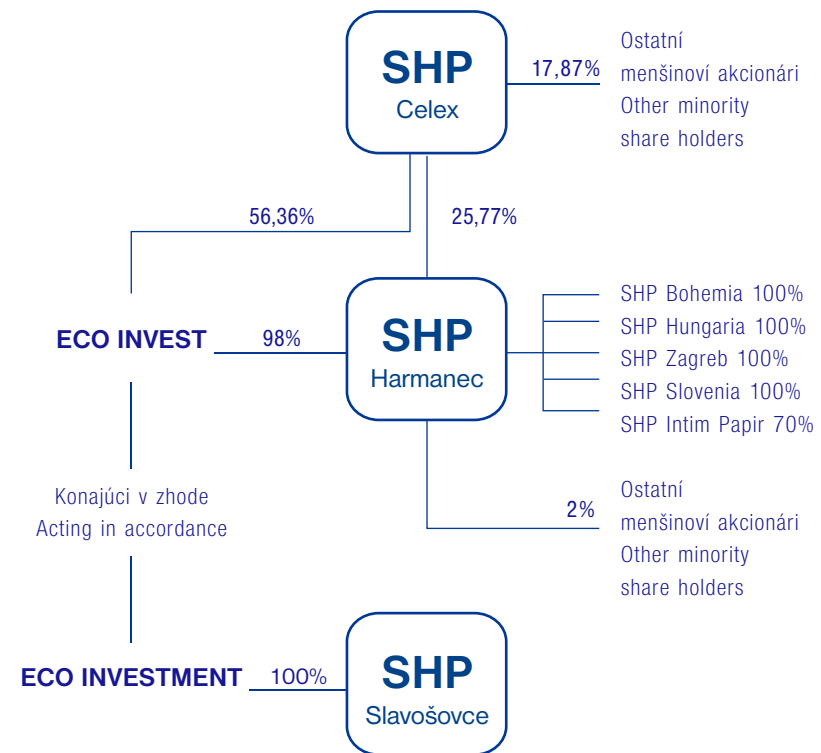 SHP
Celex
17,87%
Ostatní
menšinoví akcionári
Other minority
share holders
56,36%
25,77%
ECO INVEST
98%
SHP
Harmanec
SHP Bohemia 100%
SHP Hungaria 100%
SHP Zagreb 100%
SHP Slovenia 100%
SHP Intim Papir 70%
Konajúci v zhode
Acting in accordance
2%
Ostatní
menšinoví akcionári
Other minority
share holders
ECO INVESTMENT
100%
SHP
Slavošovce